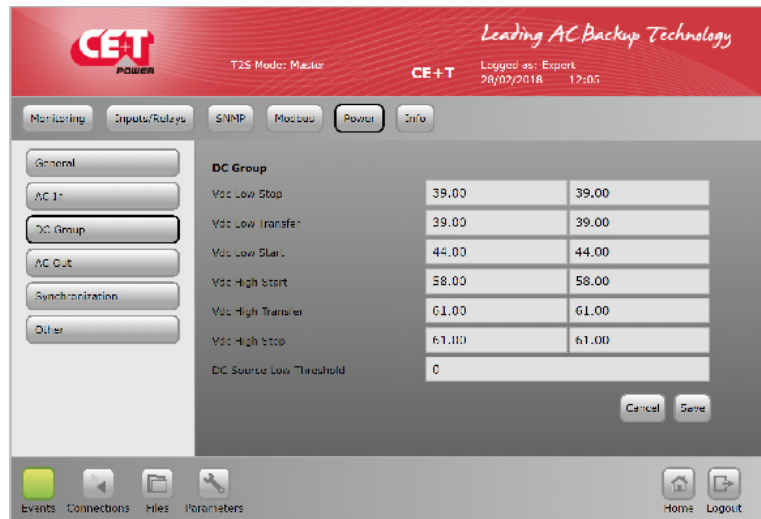 CE+T
POWER
Leading AC Backup Technology
T2S Mode: Master
CE+T
Logged as: Expert
28/02/2018 12:05
Monitoring Inputs/Relays SNMP Modbus Power Info
General
AC In
DC Group
AC Out
Synchronization
Other
DC Group
Vdc Low Stop 39.00 39.00
Vdc Low Transfer 39.00 39.00
Vdc Low Start 44.00 44.00
Vdc High Start 58.00 58.00
Vdc High Transfer 61.00 61.00
Vdc High Stop 61.00 61.00
DC Source Low Threshold 0
Cancel Save
Events Connections Files Parameters Home Logout